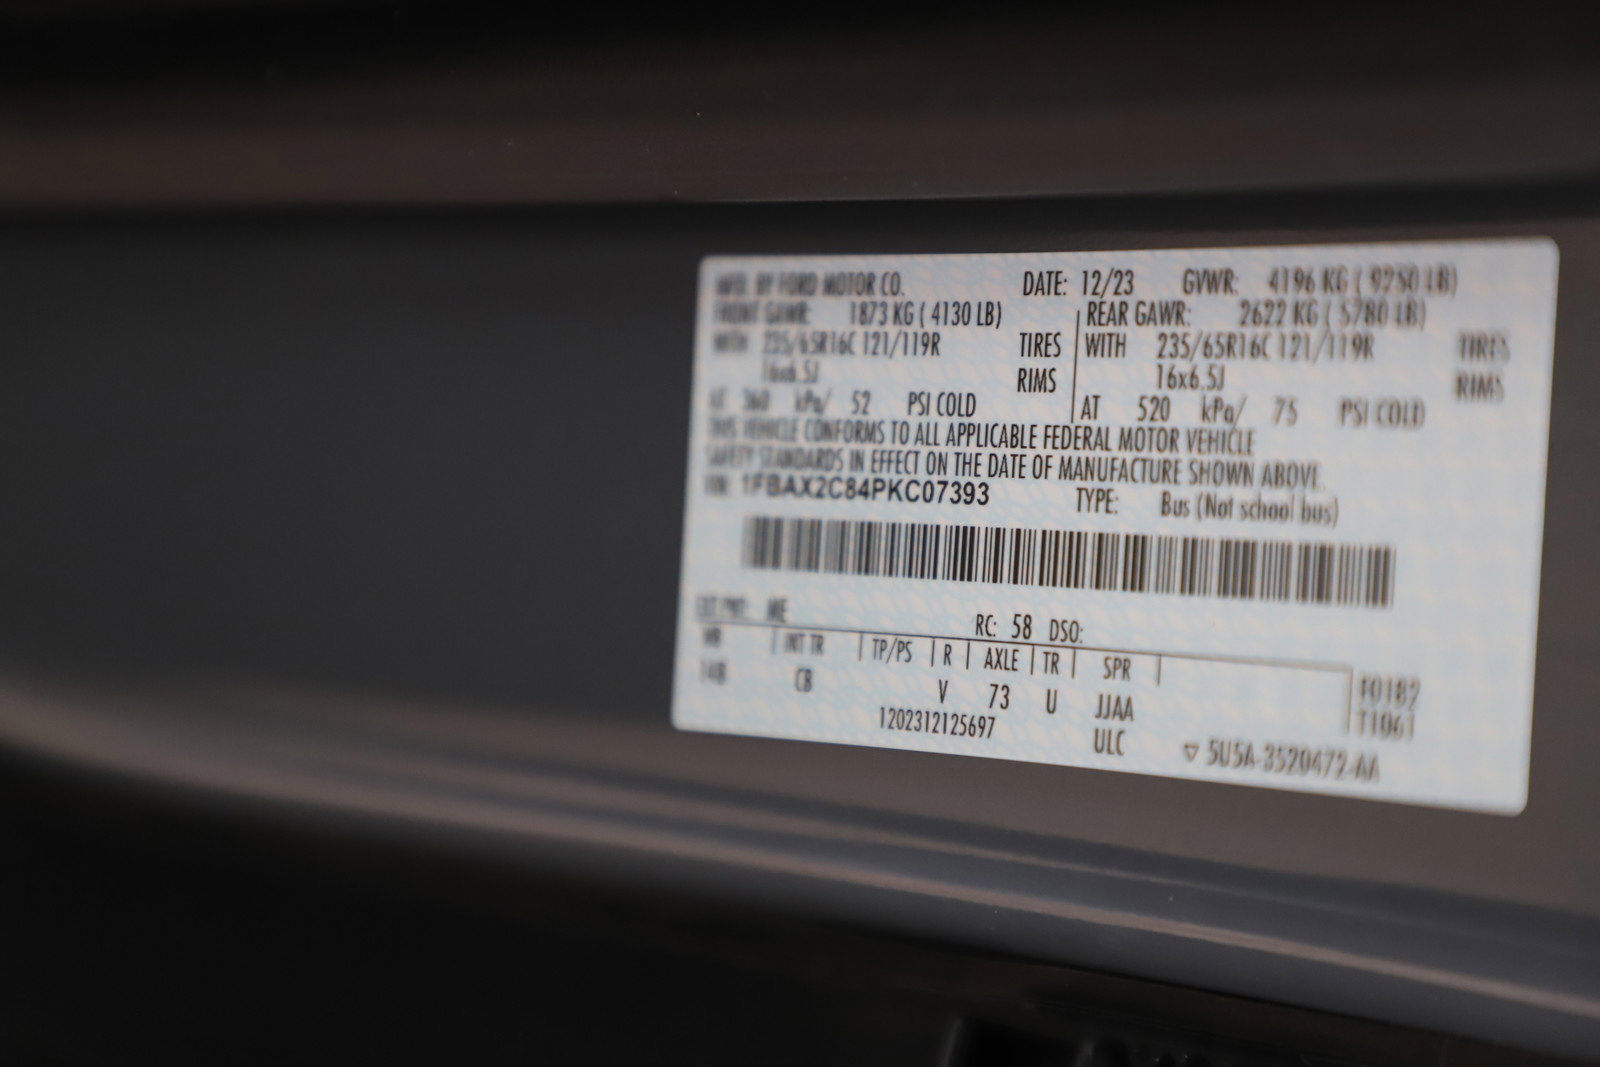 MFD. BY FORD MOTOR CO. DATE: 12/23 GVWR: 4196 KG ( 9250 LB)
FRONT GAWR: 1873 KG ( 4130 LB) REAR GAWR: 2622 KG ( 5780 LB)
WITH 235/65R16C 121/119R TIRES WITH 235/65R16C 121/119R TIRES
16x6.5J RIMS 16x6.5J RIMS
AT 360 kPa/ 52 PSI COLD AT 520 kPa/ 75 PSI COLD
THIS VEHICLE CONFORMS TO ALL APPLICABLE FEDERAL MOTOR VEHICLE
SAFETY STANDARDS IN EFFECT ON THE DATE OF MANUFACTURE SHOWN ABOVE.
VIN: 1FBAX2C84PKC07393 TYPE: Bus (Not school bus)
EXT PNT: ME RC: 58 DSO:
WB INT TR TP/PS R AXLE TR SPR
148 CB V 73 U JJAA F0182
1202312125697 ULC T1061
▽ 5U5A-3520472-AA